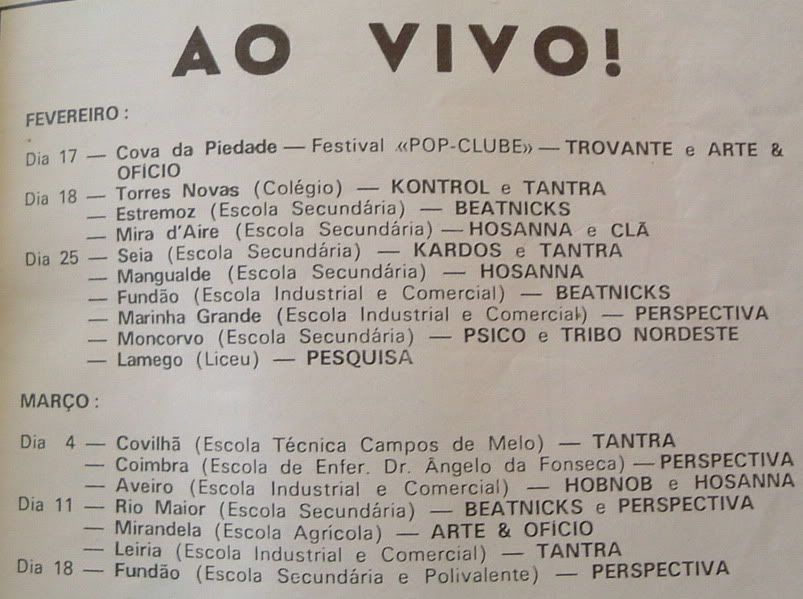 AO VIVO!
FEVEREIRO :
Dia 17 — Cova da Piedade — Festival «POP-CLUBE» — TROVANTE e ARTE &
OFÍCIO
Dia 18 — Torres Novas (Colégio) — KONTROL e TANTRA
— Estremoz (Escola Secundária) — BEATNICKS
— Mira d'Aire (Escola Secundária) — HOSANNA e CLÃ
Dia 25 — Seia (Escola Secundária) — KARDOS e TANTRA
— Mangualde (Escola Secundária) — HOSANNA
— Fundão (Escola Industrial e Comercial) — BEATNICKS
— Marinha Grande (Escola Industrial e Comercial) — PERSPECTIVA
— Moncorvo (Escola Secundária) — PSICO e TRIBO NORDESTE
— Lamego (Liceu) — PESQUISA
MARÇO :
Dia 4 — Covilhã (Escola Técnica Campos de Melo) — TANTRA
— Coimbra (Escola de Enfer. Dr. Ângelo da Fonseca) — PERSPECTIVA
— Aveiro (Escola Industrial e Comercial) — HOBNOB e HOSANNA
Dia 11 — Rio Maior (Escola Secundária) — BEATNICKS e PERSPECTIVA
— Mirandela (Escola Agrícola) — ARTE & OFÍCIO
— Leiria (Escola Industrial e Comercial) — TANTRA
Dia 18 — Fundão (Escola Secundária e Polivalente) — PERSPECTIVA